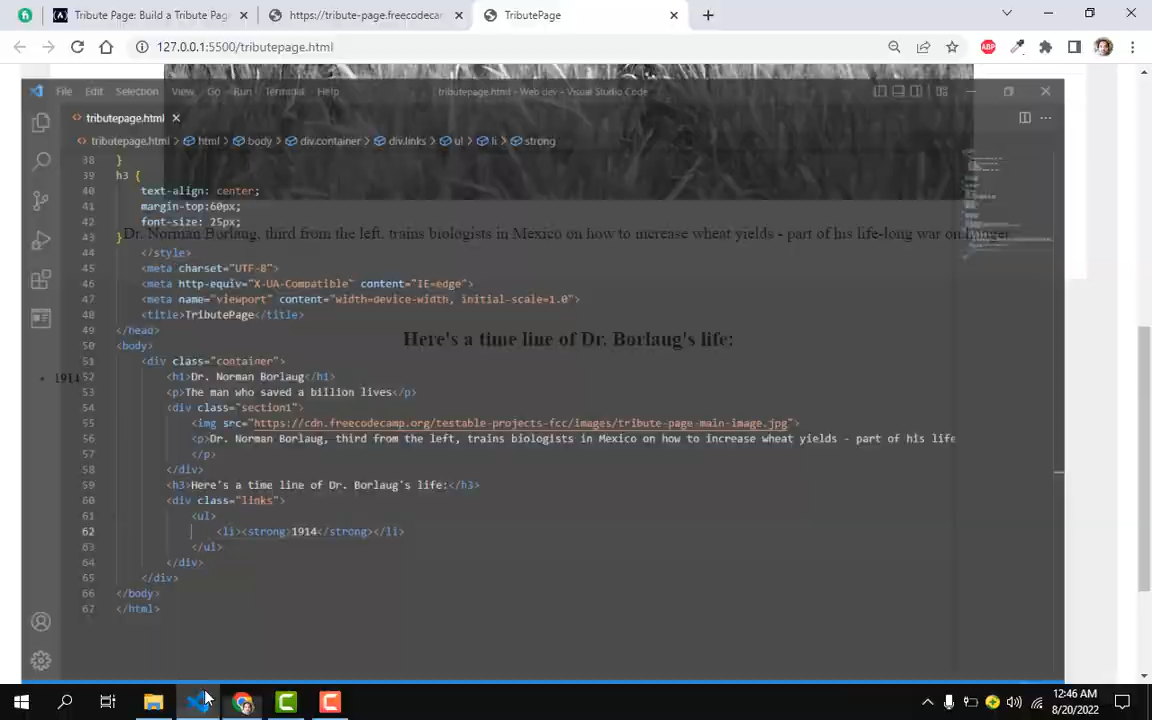 Tribute Page: Build a Tribute Page
https://tribute-page.freecodecar
TributePage
127.0.0.1:5500/tributepage.html
ABP
File Edit Selection View Go Run Terminal Help
tributepage.html - Web dev - Visual Studio Code
tributepage.html
tributepage.html > html > body > div.container > div.links > ul > li > strong
38 }
39 h3 {
40 text-align: center;
41 margin-top:60px;
42 font-size: 25px;
43 }
Dr. Norman Borlaug, third from the left, trains biologists in Mexico on how to increase wheat yields - part of his life-long war on hunger.
44 </style>
45 <meta charset="UTF-8">
46 <meta http-equiv="X-UA-Compatible" content="IE=edge">
47 <meta name="viewport" content="width=device-width, initial-scale=1.0">
48 <title>TributePage</title>
49 </head>
Here's a time line of Dr. Borlaug's life:
50 <body>
51 <div class="container">
• 1914
52 <h1>Dr. Norman Borlaug</h1>
53 <p>The man who saved a billion lives</p>
54 <div class="section1">
55 <img src="https://cdn.freecodecamp.org/testable-projects-fcc/images/tribute-page-main-image.jpg">
56 <p>Dr. Norman Borlaug, third from the left, trains biologists in Mexico on how to increase wheat yields - part of his life
57 </p>
58 </div>
59 <h3>Here's a time line of Dr. Borlaug's life:</h3>
60 <div class="links">
61 <ul>
62 <li><strong>1914</strong></li>
63 </ul>
64 </div>
65 </div>
66 </body>
67 </html>
12:46 AM
8/20/2022